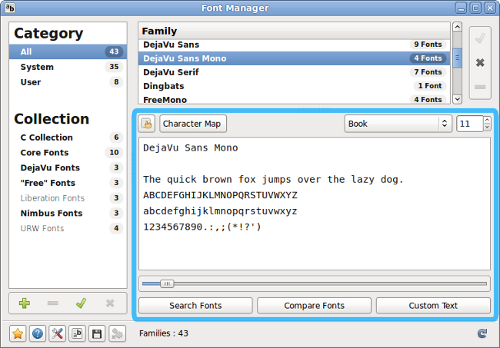 Font Manager
Category
All 43
System 35
User 8
Collection
C Collection 6
Core Fonts 10
DejaVu Fonts 3
"Free" Fonts 3
Liberation Fonts 3
Nimbus Fonts 3
URW Fonts 4
Family
DejaVu Sans 9 Fonts
DejaVu Sans Mono 4 Fonts
DejaVu Serif 7 Fonts
Dingbats 1 Font
FreeMono 4 Fonts
Character Map Book 11
DejaVu Sans Mono
The quick brown fox jumps over the lazy dog.
ABCDEFGHIJKLMNOPQRSTUVWXYZ
abcdefghijklmnopqrstuvwxyz
1234567890.:,;(*!?')
Search Fonts Compare Fonts Custom Text
Families : 43